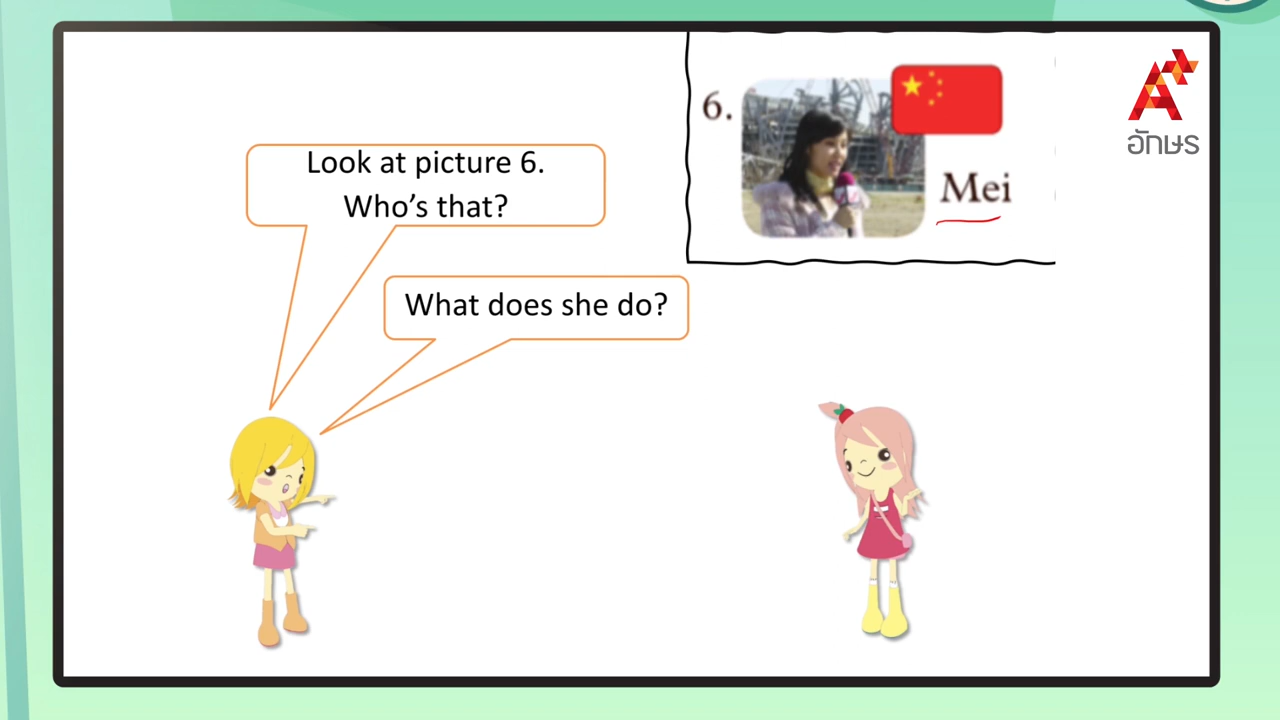 6.
Mei
อักษร
Look at picture 6.
Who's that?
What does she do?